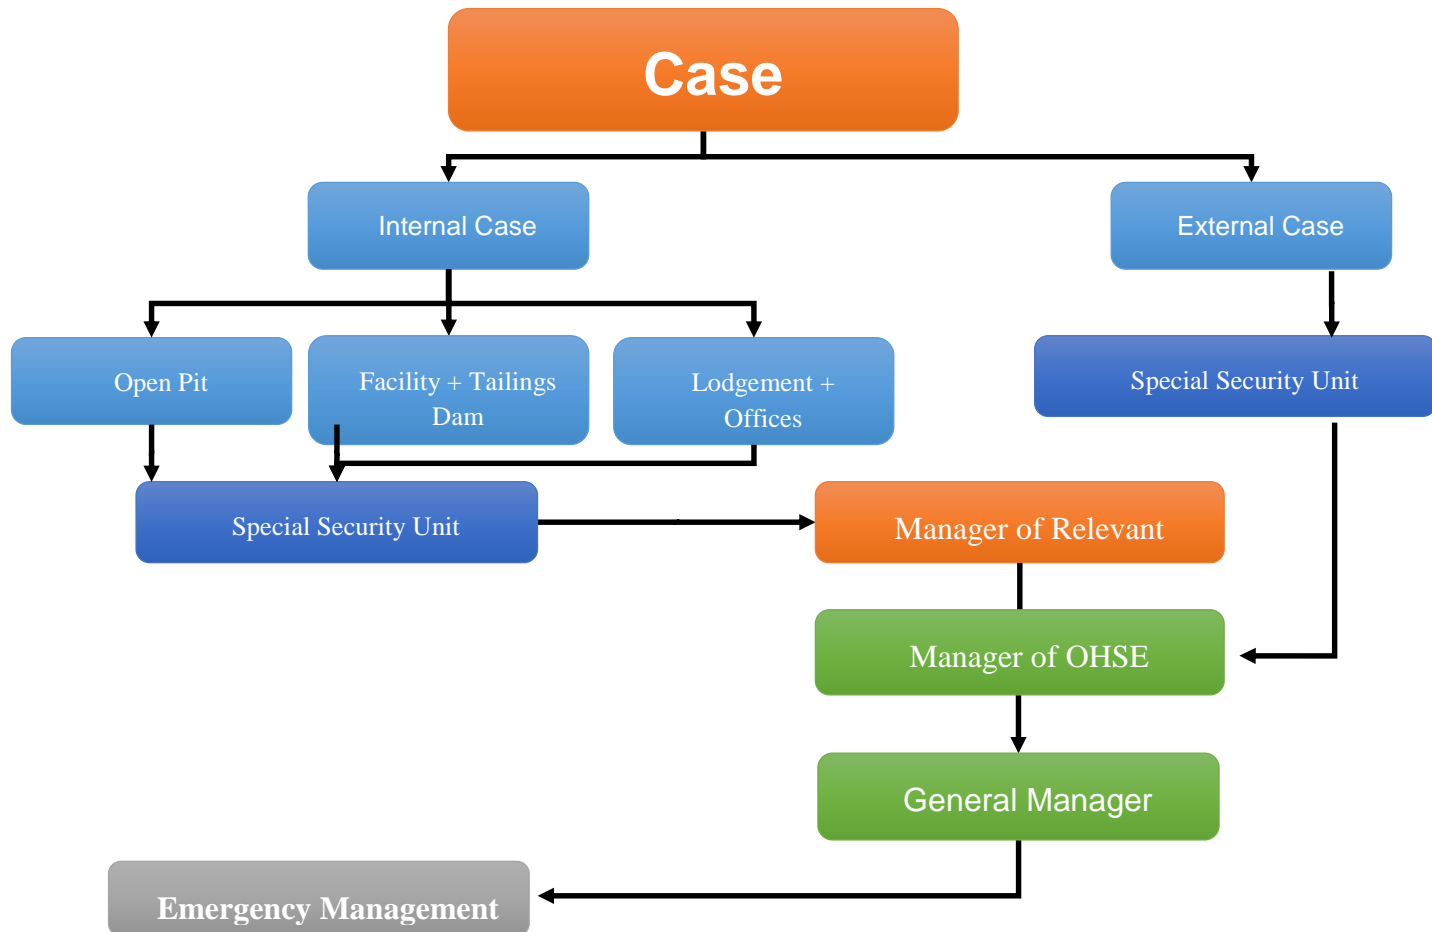 Case
Internal Case
External Case
Open Pit
Facility + Tailings
Dam
Lodgement +
Offices
Special Security Unit
Special Security Unit
Manager of Relevant
Manager of OHSE
General Manager
Emergency Management